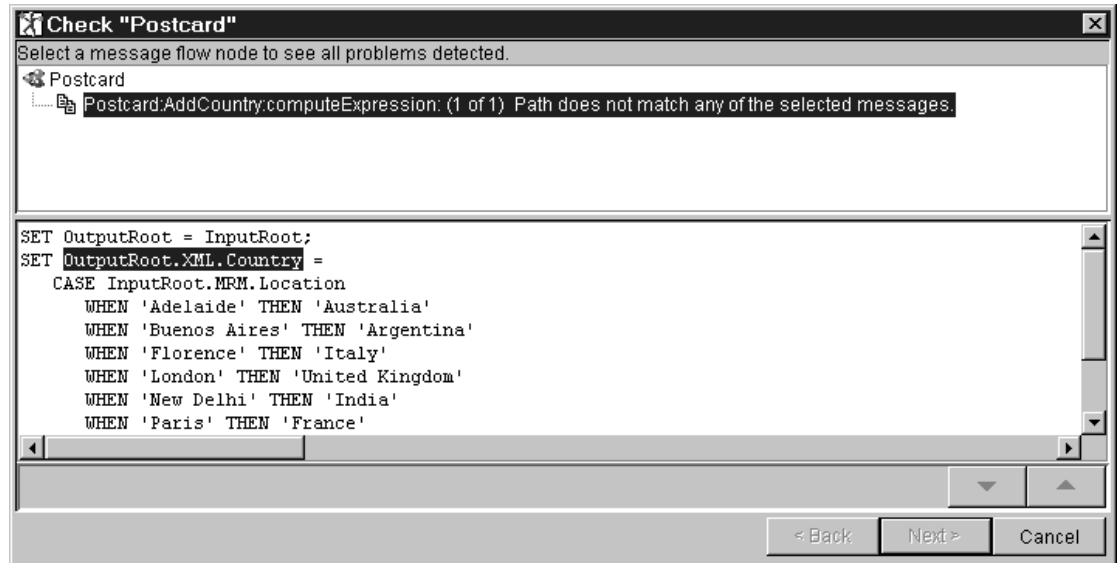 Check "Postcard"
Select a message flow node to see all problems detected.
Postcard
Postcard:AddCountry:computeExpression: (1 of 1) Path does not match any of the selected messages.
SET OutputRoot = InputRoot;
SET OutputRoot.XML.Country =
CASE InputRoot.MRM.Location
WHEN 'Adelaide' THEN 'Australia'
WHEN 'Buenos Aires' THEN 'Argentina'
WHEN 'Florence' THEN 'Italy'
WHEN 'London' THEN 'United Kingdom'
WHEN 'New Delhi' THEN 'India'
WHEN 'Paris' THEN 'France'
< Back Next > Cancel